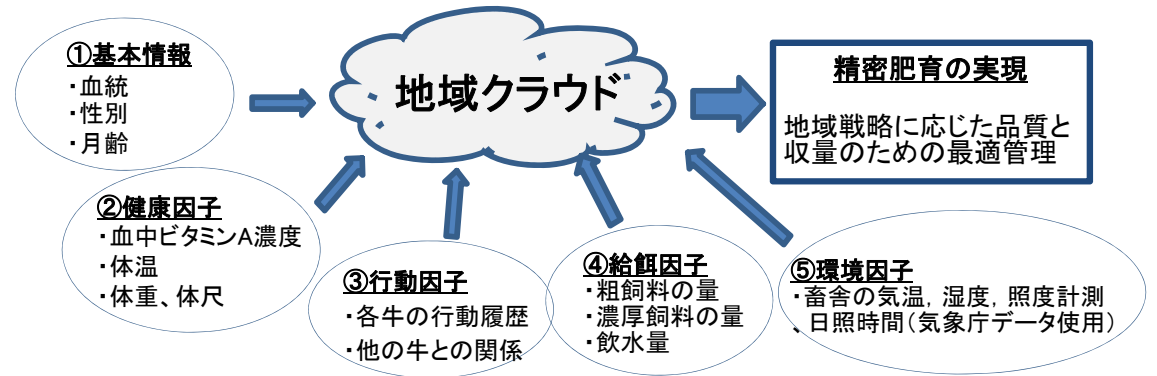 ①基本情報
・血統
・性別
・月齢
地域クラウド
精密肥育の実現
地域戦略に応じた品質と
収量のための最適管理
②健康因子
・血中ビタミンA濃度
・体温
・体重、体尺
③行動因子
・各牛の行動履歴
・他の牛との関係
④給餌因子
・粗飼料の量
・濃厚飼料の量
・飲水量
⑤環境因子
・畜舎の気温，湿度，照度計測
、日照時間（気象庁データ使用）